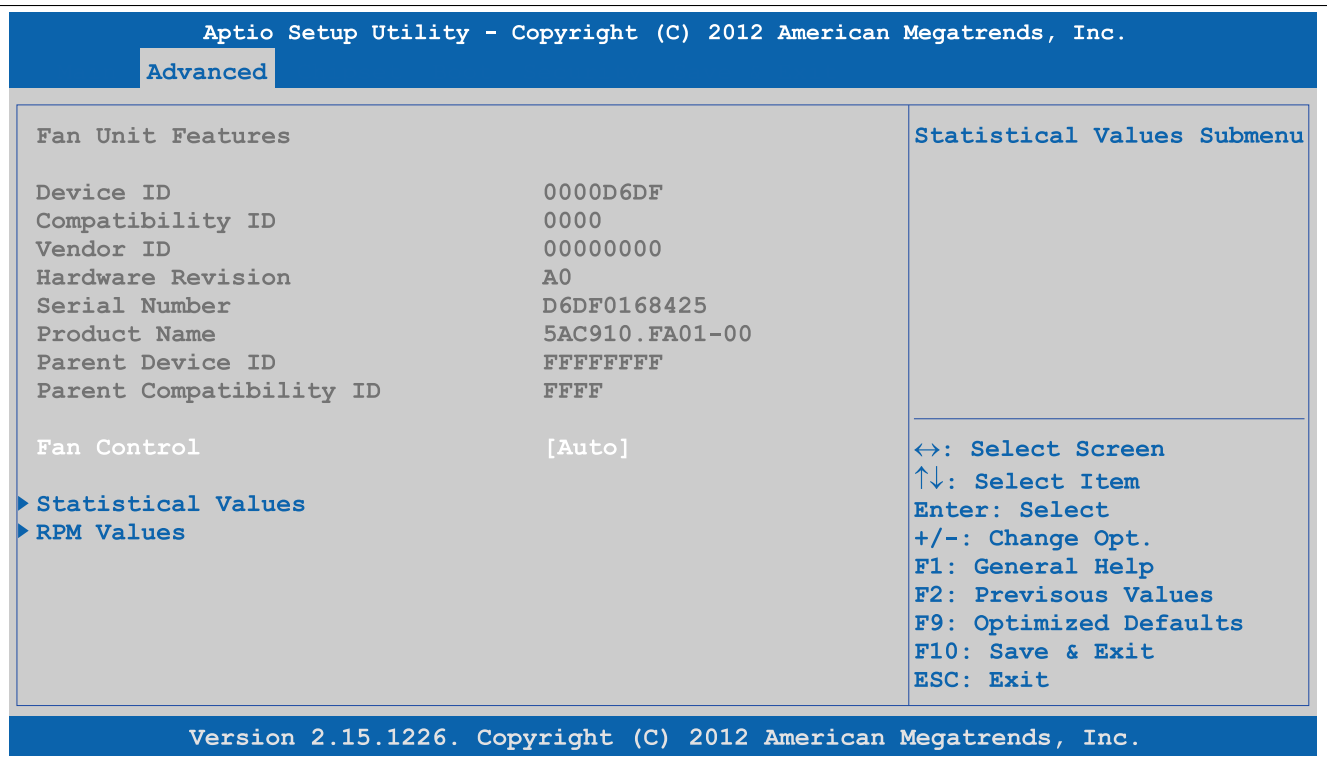 Aptio Setup Utility - Copyright (C) 2012 American Megatrends, Inc.
Advanced
Fan Unit Features
Device ID 0000D6DF
Compatibility ID 0000
Vendor ID 00000000
Hardware Revision A0
Serial Number D6DF0168425
Product Name 5AC910.FA01-00
Parent Device ID FFFFFFFF
Parent Compatibility ID FFFF
Fan Control [Auto]
Statistical Values
RPM Values
Statistical Values Submenu
↔: Select Screen
↑↓: Select Item
Enter: Select
+/-: Change Opt.
F1: General Help
F2: Previsous Values
F9: Optimized Defaults
F10: Save & Exit
ESC: Exit
Version 2.15.1226. Copyright (C) 2012 American Megatrends, Inc.